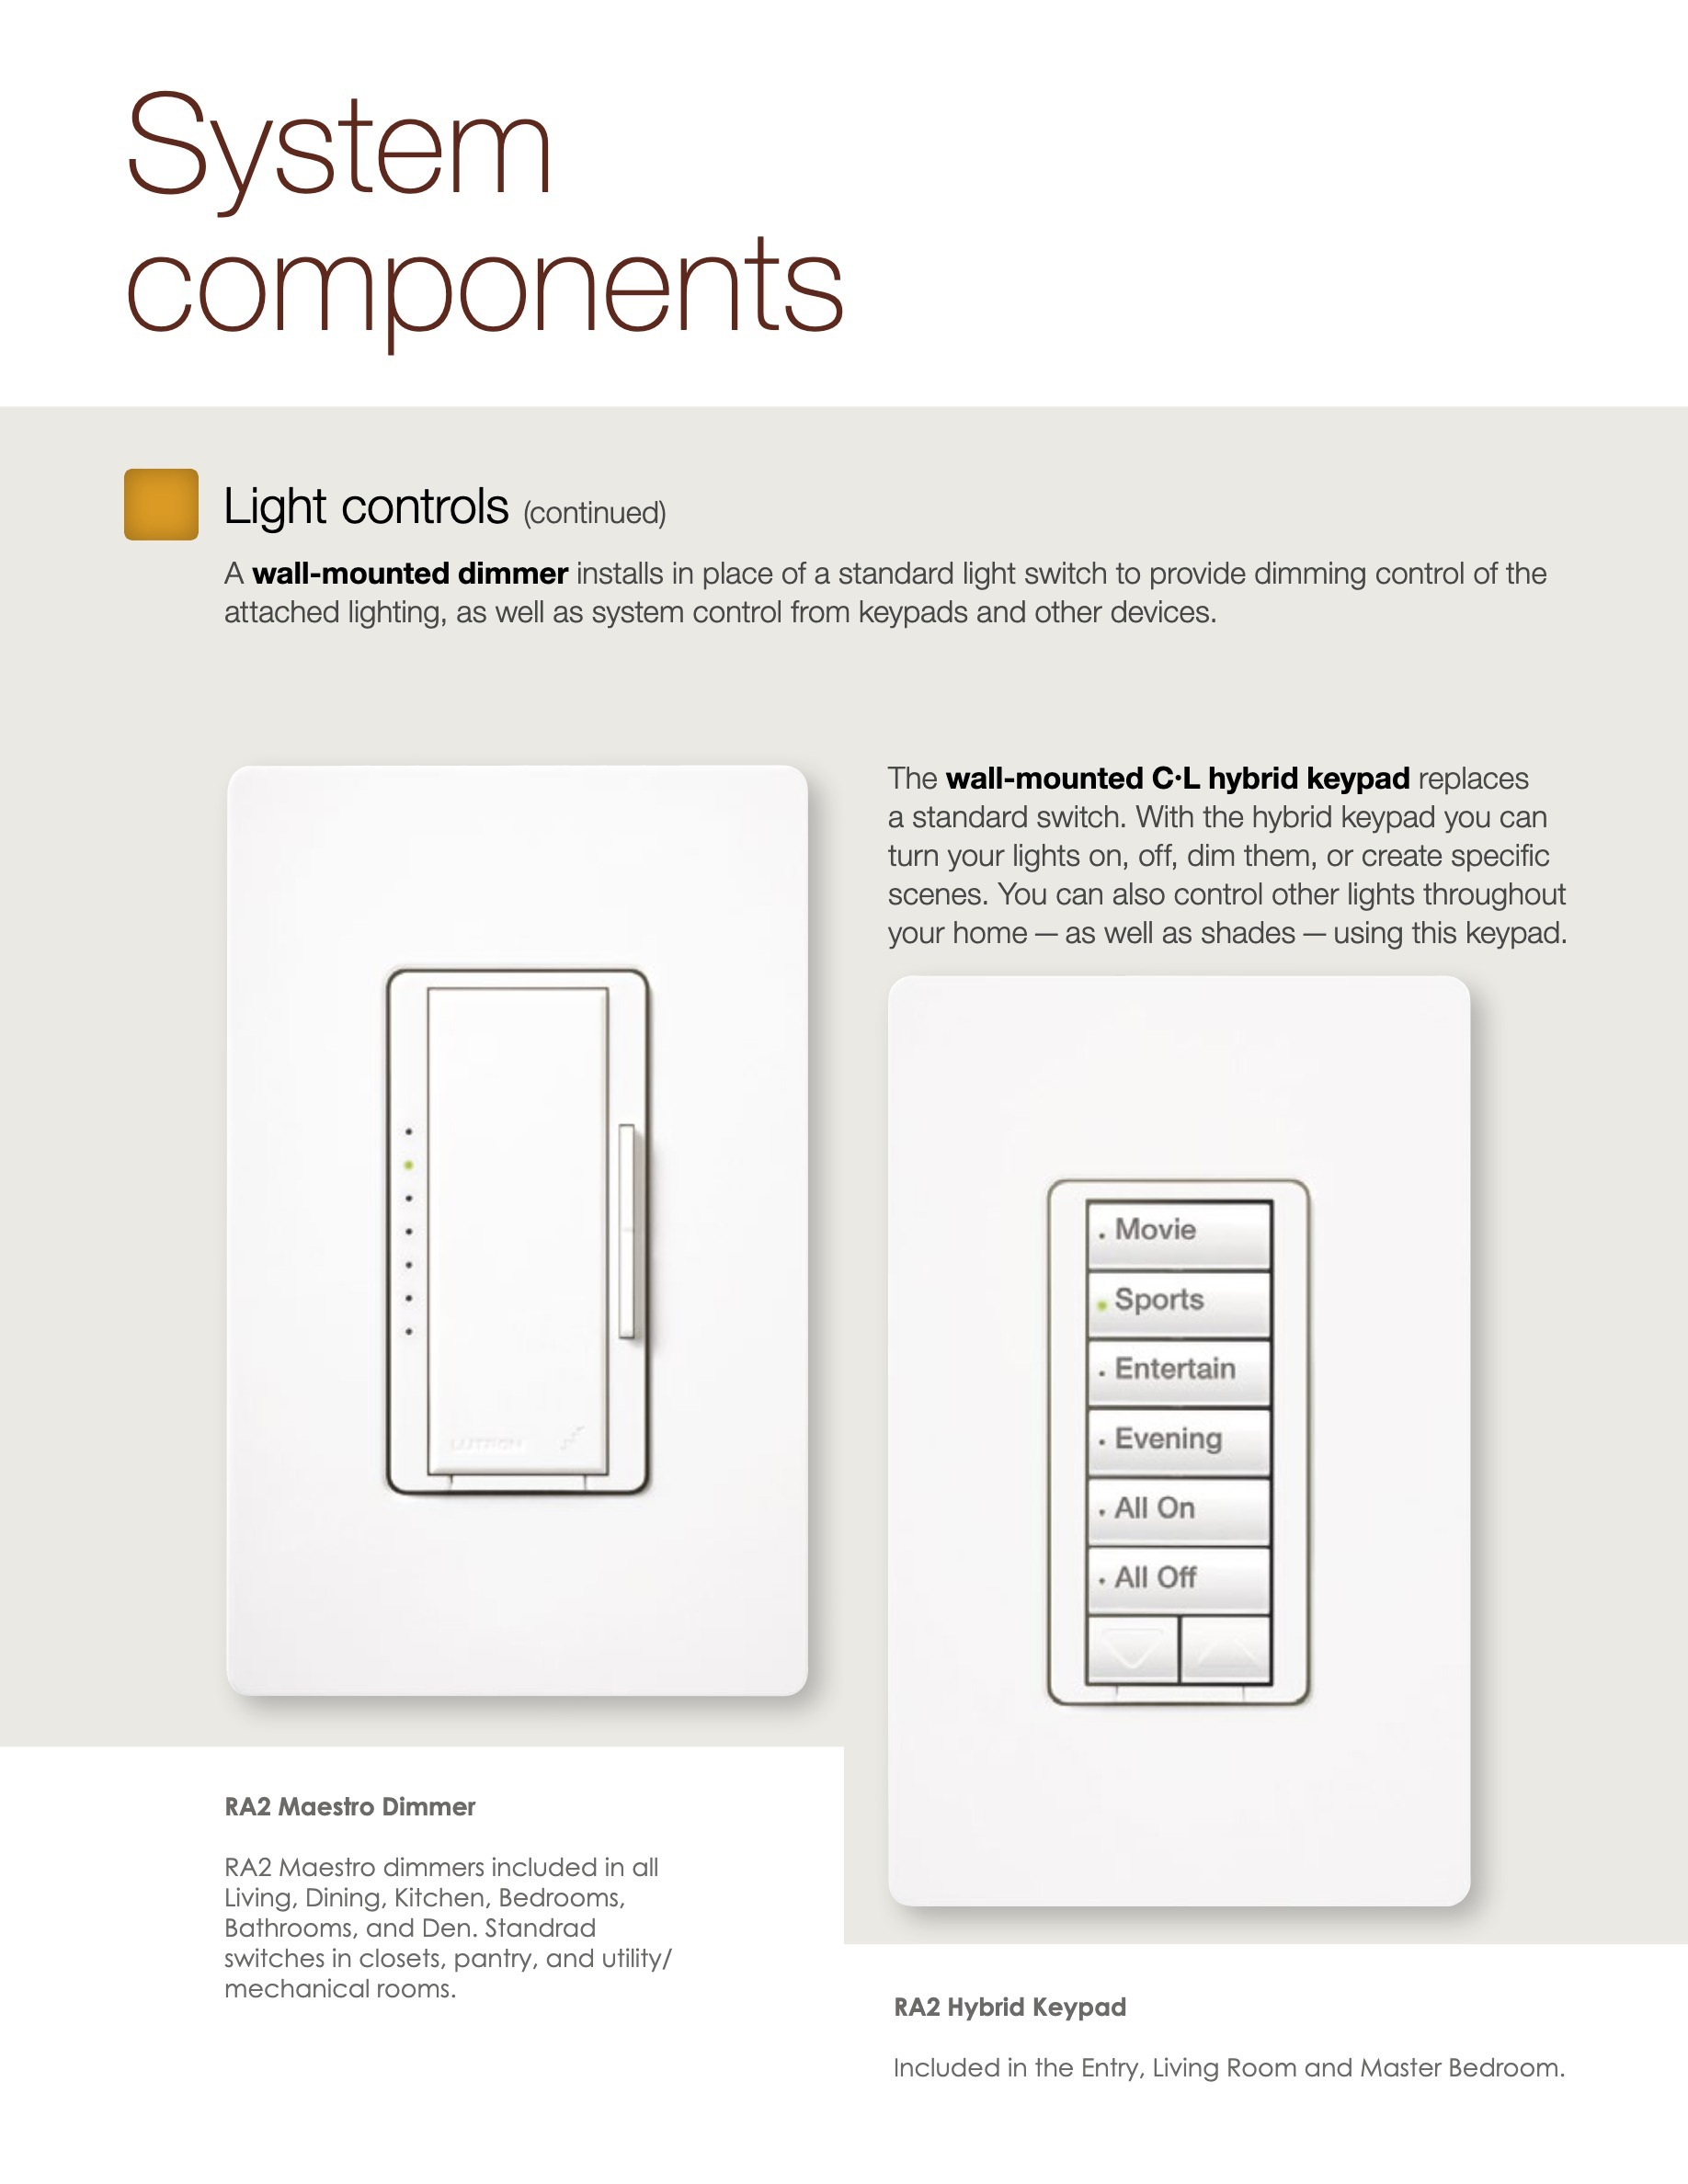 System
components
Light controls (continued)
A wall-mounted dimmer installs in place of a standard light switch to provide dimming control of the
attached lighting, as well as system control from keypads and other devices.
The wall-mounted C·L hybrid keypad replaces
a standard switch. With the hybrid keypad you can
turn your lights on, off, dim them, or create specific
scenes. You can also control other lights throughout
your home — as well as shades — using this keypad.
LUTRON
Movie
Sports
Entertain
Evening
All On
All Off
RA2 Maestro Dimmer
RA2 Maestro dimmers included in all
Living, Dining, Kitchen, Bedrooms,
Bathrooms, and Den. Standrad
switches in closets, pantry, and utility/
mechanical rooms.
RA2 Hybrid Keypad
Included in the Entry, Living Room and Master Bedroom.